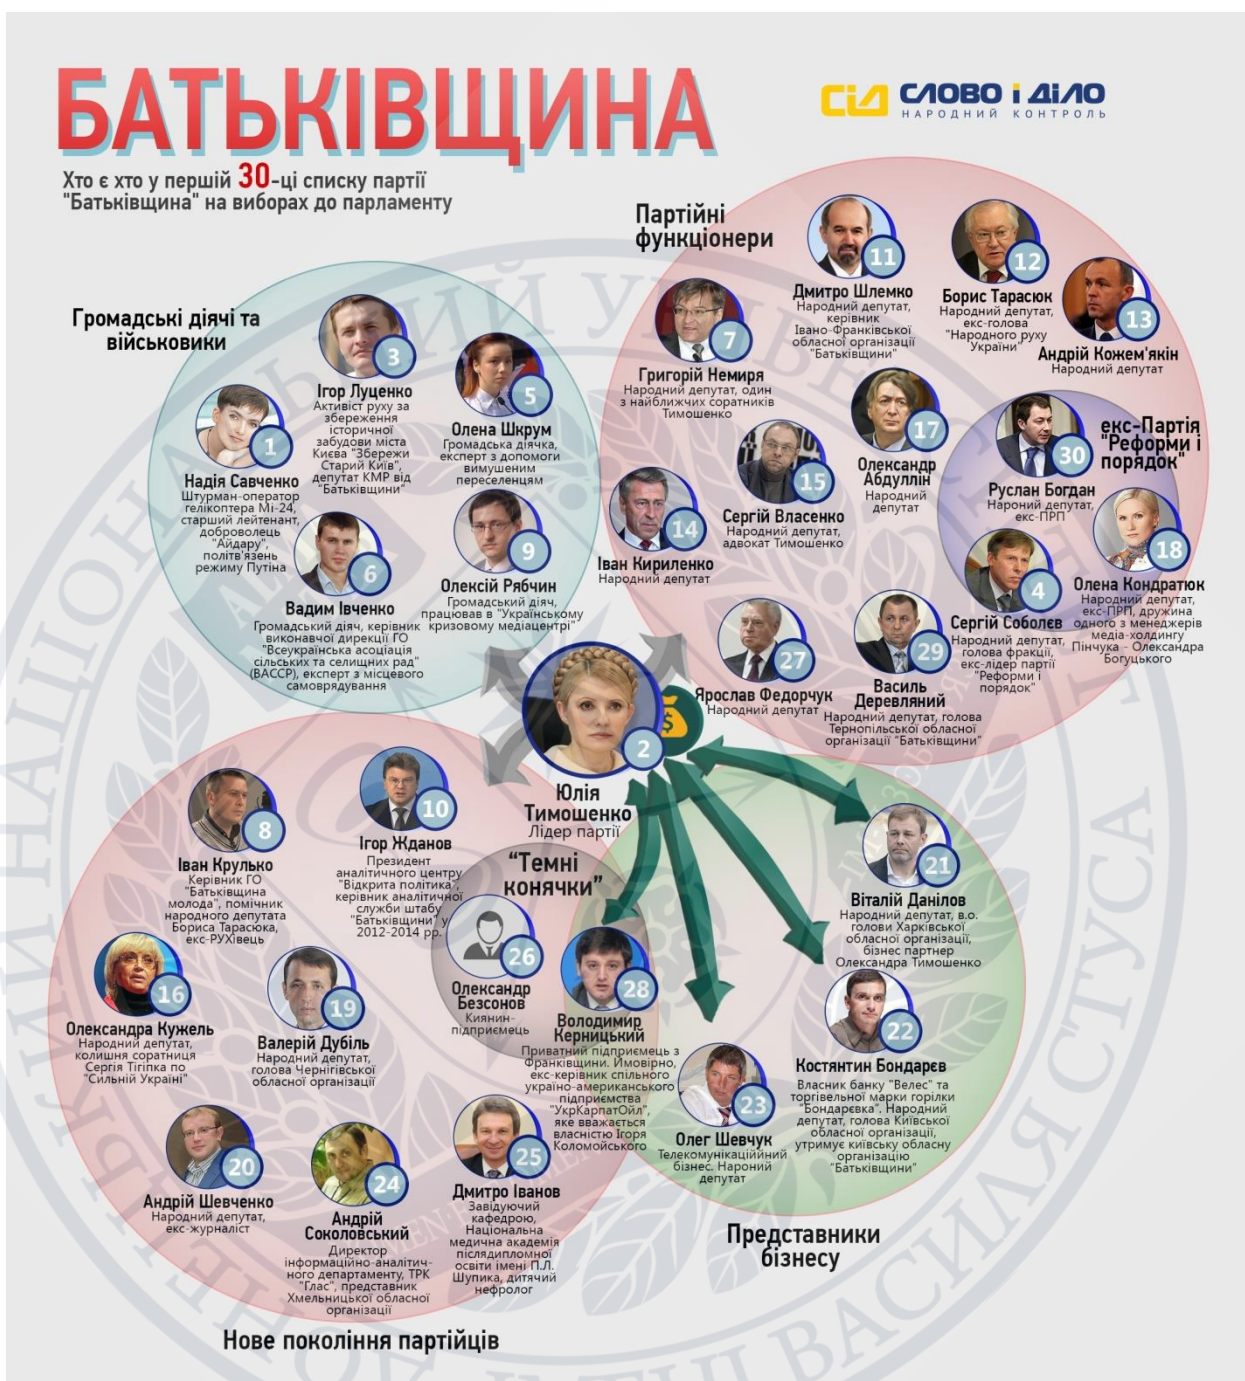 БАТЬКІВЩИНА
Хто є хто у першій 30-ці списку партії
"Батьківщина" на виборах до парламенту
СіД СЛОВО і ДіЛО
НАРОДНИЙ КОНТРОЛЬ
Громадські діячі та
військовики
3
Ігор Луценко
Активіст руху за
збереження
історичної
забудови міста
Києва "Збережи
Старий Київ",
депутат КМР від
"Батьківщини"
5
Олена Шкрум
Громадська діячка,
експерт з допомоги
вимушеним
переселенцям
1
Надія Савченко
Штурман-оператор
гелікоптера Мі-24,
старший лейтенант,
доброволець
"Айдару",
політв'язень
режиму Путіна
6
Вадим Івченко
Громадський діяч, керівник
виконавчої дирекції ГО
"Всеукраїнська асоціація
сільських та селищних рад"
(ВАССР), експерт з місцевого
самоврядування
9
Олексій Рябчин
Громадський діяч,
працював в "Українському
кризовому медіацентрі"
Партійні
функціонери
11
Дмитро Шлемко
Народний депутат,
керівник
Івано-Франківської
обласної організації
"Батьківщини"
12
Борис Тарасюк
Народний депутат,
екс-голова
"Народного руху
України"
13
Андрій Кожем'якін
Народний депутат
7
Григорій Немиря
Народний депутат, один
з найближчих соратників
Тимошенко
17
Олександр
Абдуллін
Народний
депутат
15
Сергій Власенко
Народний депутат,
адвокат Тимошенко
14
Іван Кириленко
Народний депутат
екс-Партія
"Реформи і
порядок"
30
Руслан Богдан
Нароний депутат,
екс-ПРП
18
Олена Кондратюк
Народний депутат,
екс-ПРП, дружина
одного з менеджерів
медіа-холдингу
Пінчука - Олександра
Богуцького
4
Сергій Соболєв
Народний депутат,
голова фракції,
екс-лідер партії
"Реформи і
порядок"
27
Ярослав Федорчук
Народний депутат
29
Василь
Деревляний
Народний депутат, голова
Тернопільської обласної
організації "Батьківщини"
2
$
Юлія
Тимошенко
Лідер партії
8
Іван Крулько
Керівник ГО
"Батьківщина
молода", помічник
народного депутата
Бориса Тарасюка,
екс-РУХівець
10
Ігор Жданов
Президент
аналітичного центру
"Відкрита політика",
керівник аналітичної
служби штабу
"Батьківщини" у
2012-2014 рр.
"Темні
конячки"
26
Олександр
Безсонов
Киянин-
підприємець
28
Володимир
Керницький
Приватний підприємець з
Франківщини. Ймовірно,
екс-керівник спільного
україно-американського
підприємства
"УкрКарпатОйл",
яке вважається
власністю Ігоря
Коломойського
16
Олександра Кужель
Народний депутат,
колишня соратниця
Сергія Тігіпка по
"Сильній Україні"
19
Валерій Дубіль
Народний депутат,
голова Чернігівської
обласної організації
20
Андрій Шевченко
Народний депутат,
екс-журналіст
24
Андрій
Соколовський
Директор
інформаційно-аналітич-
ного департаменту, ТРК
"Глас", представник
Хмельницької обласної
організації
25
Дмитро Іванов
Завідуючий
кафедрою,
Національна
медична академія
післядипломної
освіти імені П.Л.
Шупика, дитячий
нефролог
Нове покоління партійців
21
Віталій Данілов
Народний депутат, в.о.
голови Харківської
обласної організації,
бізнес партнер
Олександра Тимошенко
22
Костянтин Бондарєв
Власник банку "Велес" та
торгівельної марки горілки
"Бондарєвка". Народний
депутат, голова Київської
обласної організації,
утримує київську обласну
організацію
"Батьківщини"
23
Олег Шевчук
Телекомунікаційійний
бізнес. Нароний
депутат
Представники
бізнесу